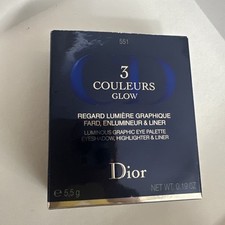 551
3
COULEURS
GLOW
REGARD LUMIÈRE GRAPHIQUE
FARD, ENLUMINEUR & LINER
LUMINOUS GRAPHIC EYE PALETTE
EYESHADOW, HIGHLIGHTER & LINER
Dior
℮ 5,5 g
NET WT. 0.19 OZ